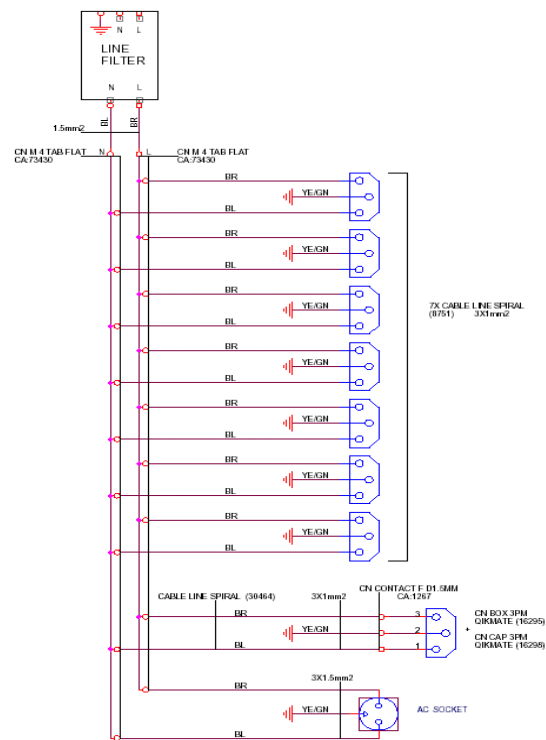 N L
LINE
FILTER
N L
BL
BR
1.5mm2
CN M 4 TAB FLAT
CA:73430
N
L
CN M 4 TAB FLAT
CA:73430
BR
YE/GN
BL
BR
YE/GN
BL
BR
YE/GN
BL
BR
YE/GN
BL
BR
YE/GN
BL
BR
YE/GN
BL
BR
YE/GN
BL
7X CABLE LINE SPIRAL
(8751) 3X1mm2
CN CONTACT F D1.5MM
CA:1267
CABLE LINE SPIRAL (30464)
3X1mm2
BR
3
YE/GN
2
BL
1
CN BOX 3PM
QIKMATE (16295)
+
CN CAP 3PM
QIKMATE (16298)
3X1.5mm2
BR
YE/GN
AC SOCKET
BL